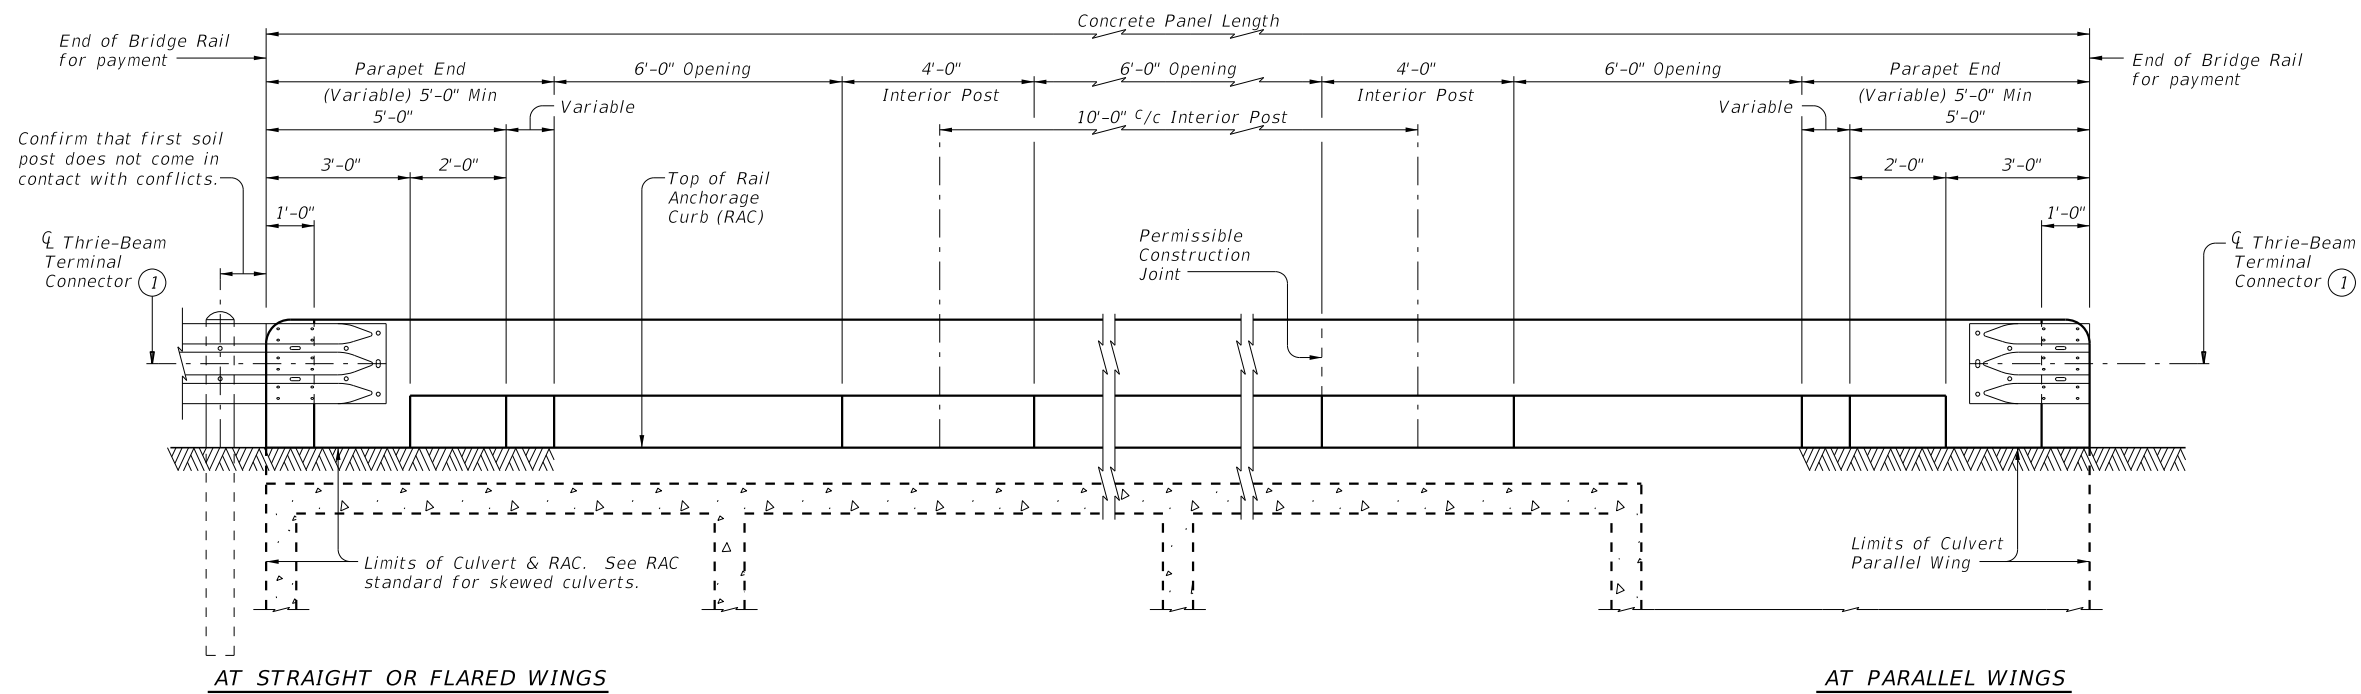 Concrete Panel Length
End of Bridge Rail
for payment
End of Bridge Rail
for payment
Parapet End
(Variable) 5'-0" Min
6'-0" Opening
4'-0"
Interior Post
6'-0" Opening
4'-0"
Interior Post
6'-0" Opening
Parapet End
(Variable) 5'-0" Min
5'-0"
Variable
10'-0" C/c Interior Post
Variable
5'-0"
Confirm that first soil
post does not come in
contact with conflicts.
3'-0"
2'-0"
Top of Rail
Anchorage
Curb (RAC)
2'-0"
3'-0"
1'-0"
1'-0"
℄ Thrie-Beam
Terminal
Connector 1
Permissible
Construction
Joint
℄ Thrie-Beam
Terminal
Connector 1
Limits of Culvert & RAC. See RAC
standard for skewed culverts.
Limits of Culvert
Parallel Wing
AT STRAIGHT OR FLARED WINGS
AT PARALLEL WINGS